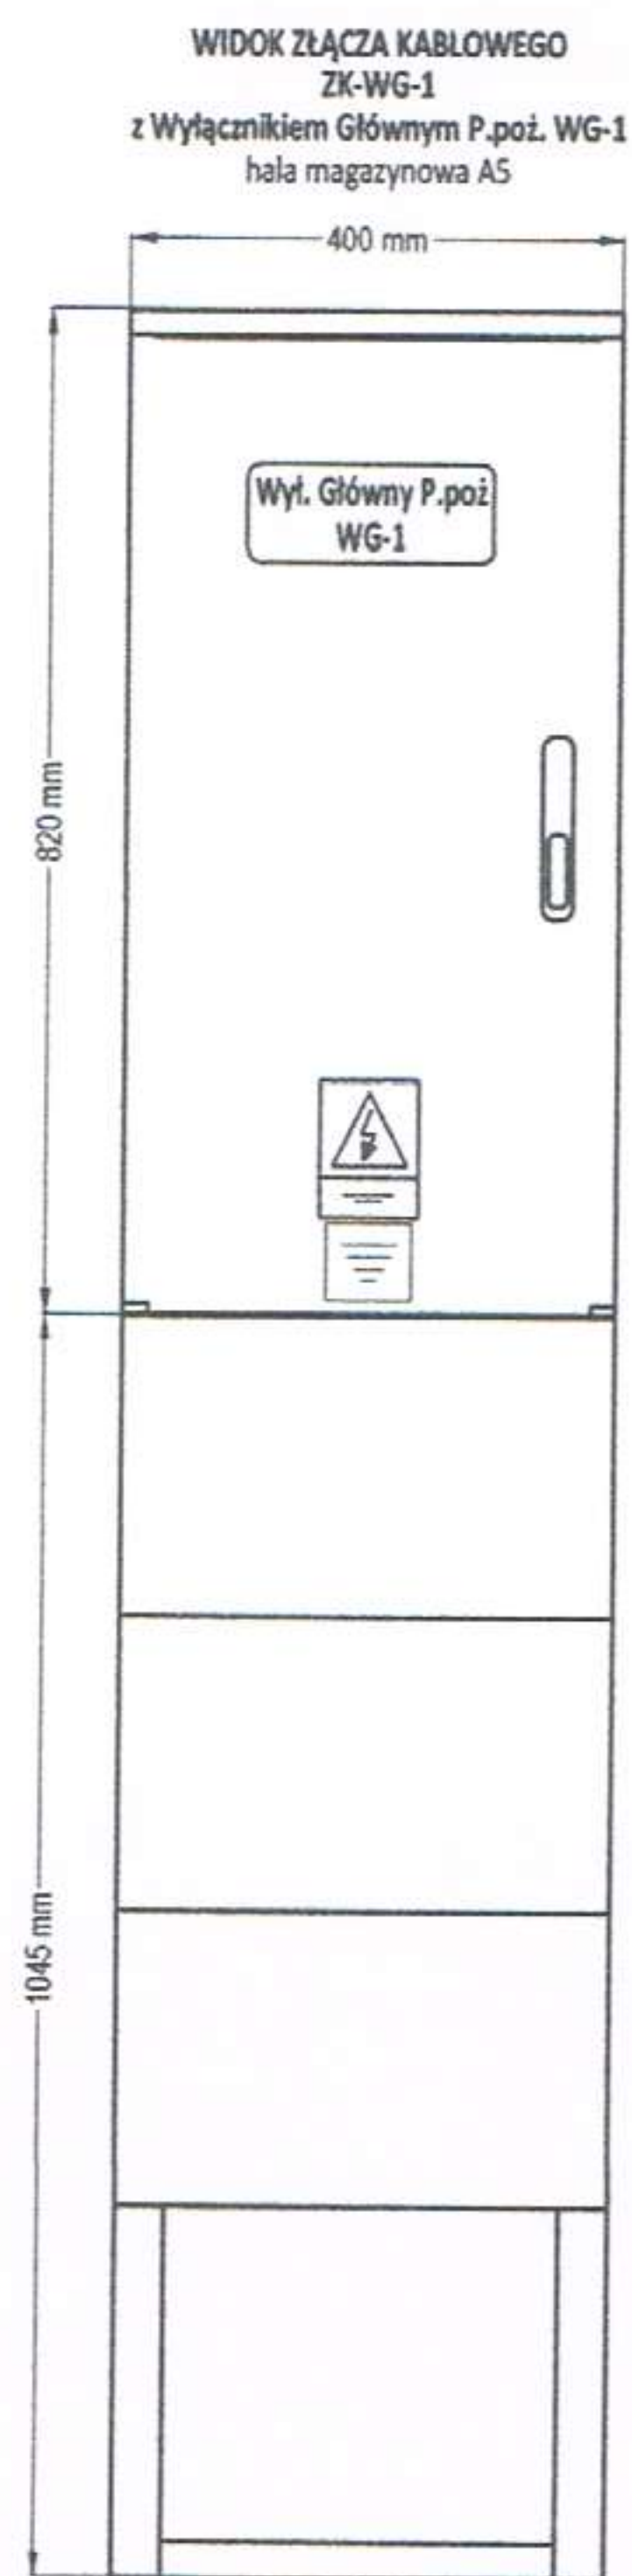 WIDOK ZŁĄCZA KABLOWEGO
ZK-WG-1
z Wyłącznikiem Głównym P.poż. WG-1
hala magazynowa A5
400 mm
Wył. Główny P.poż
WG-1
820 mm
1045 mm